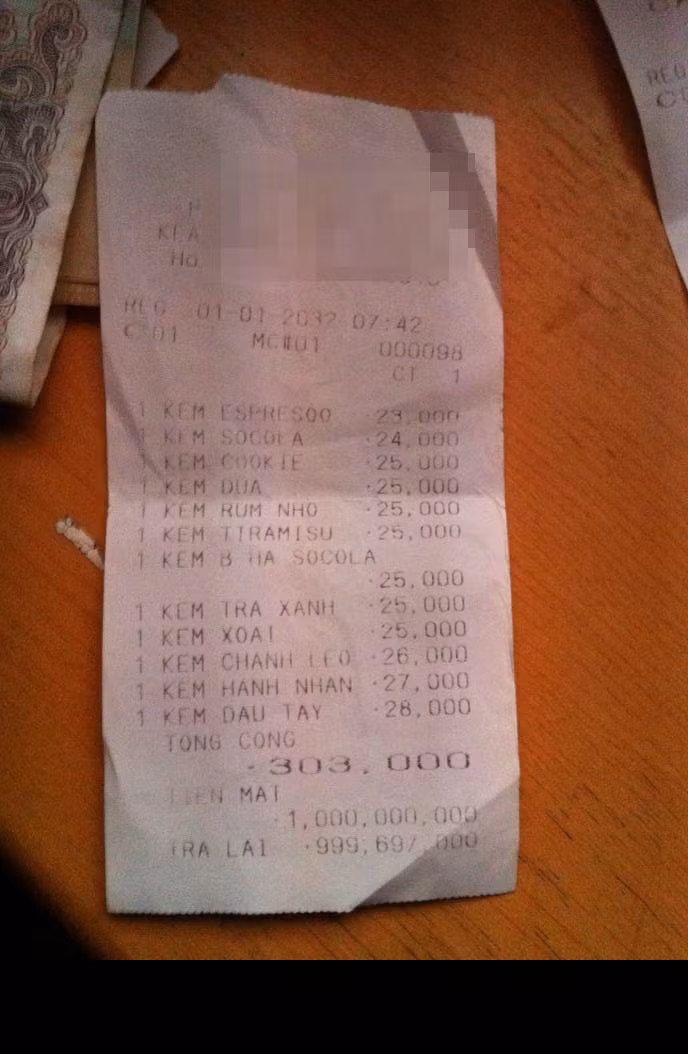 REG 01-01-2032 07:42
C01 MC#01 000098
CT 1
1 KEM ESPRESOO ·23,000
1 KEM SOCOLA ·24,000
1 KEM COOKIE ·25,000
1 KEM DUA ·25,000
1 KEM RUM NHO ·25,000
1 KEM TIRAMISU ·25,000
1 KEM B HA SOCOLA
·25,000
1 KEM TRA XANH ·25,000
1 KEM XOAI ·25,000
1 KEM CHANH LEO ·26,000
1 KEM HANH NHAN ·27,000
1 KEM DAU TAY ·28,000
TONG CONG
·303,000
TIEN MAT
·1,000,000,000
TRA LAI ·999,697,000
REG